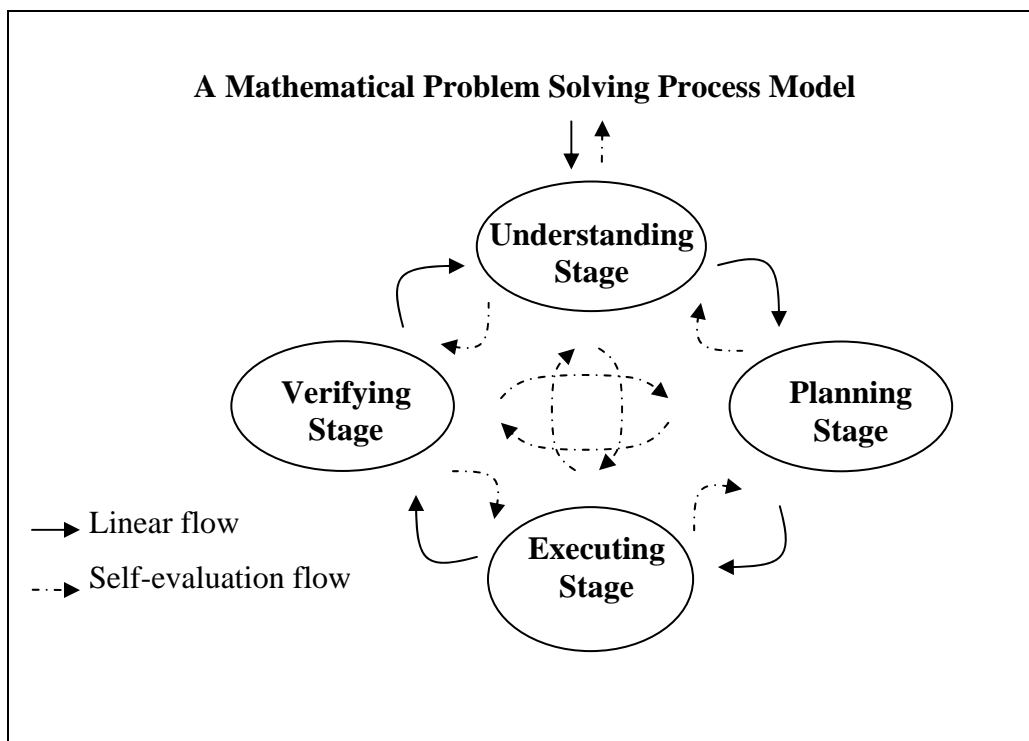 A Mathematical Problem Solving Process Model
Understanding
Stage
Verifying
Stage
Planning
Stage
Executing
Stage
Linear flow
Self-evaluation flow